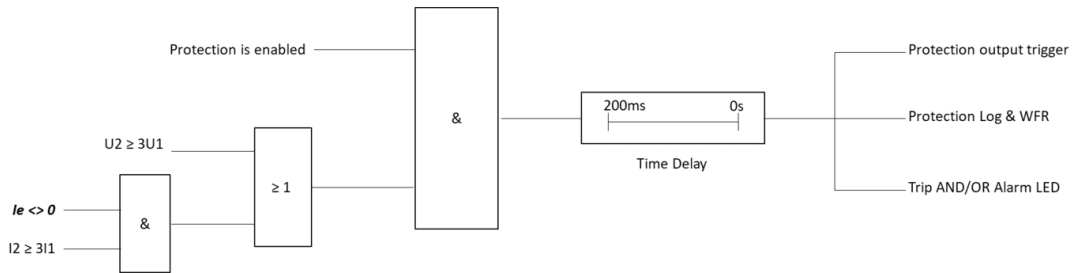 Protection is enabled
&
200ms 0s
Time Delay
Protection output trigger
Protection Log & WFR
Trip AND/OR Alarm LED
U2 ≥ 3U1
≥ 1
Ie <> 0
&
I2 ≥ 3I1